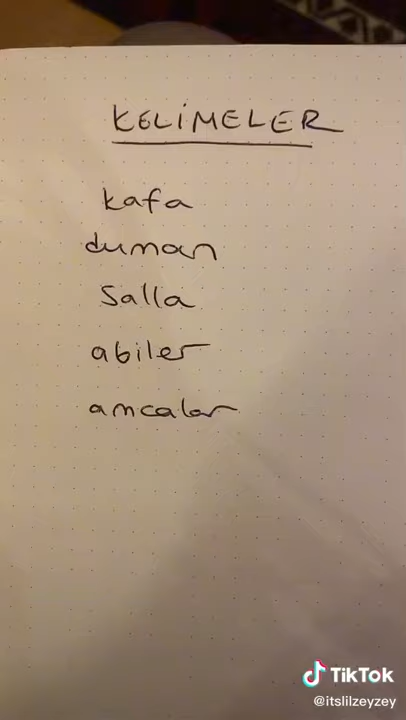 KELİMELER
kafa
duman
salla
abiler
amcalar
TikTok
@itslilzeyzey